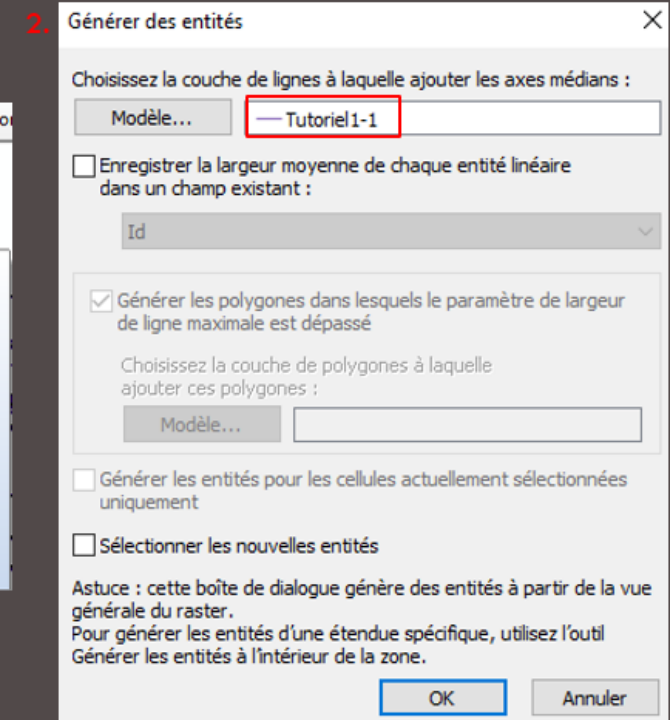 2. Générer des entités
Choisissez la couche de lignes à laquelle ajouter les axes médians :
Modèle... Tutoriel1-1
Enregistrer la largeur moyenne de chaque entité linéaire
dans un champ existant :
Id
Générer les polygones dans lesquels le paramètre de largeur
de ligne maximale est dépassé
Choisissez la couche de polygones à laquelle
ajouter ces polygones :
Modèle...
Générer les entités pour les cellules actuellement sélectionnées
uniquement
Sélectionner les nouvelles entités
Astuce : cette boîte de dialogue génère des entités à partir de la vue
générale du raster.
Pour générer les entités d'une étendue spécifique, utilisez l'outil
Générer les entités à l'intérieur de la zone.
OK Annuler